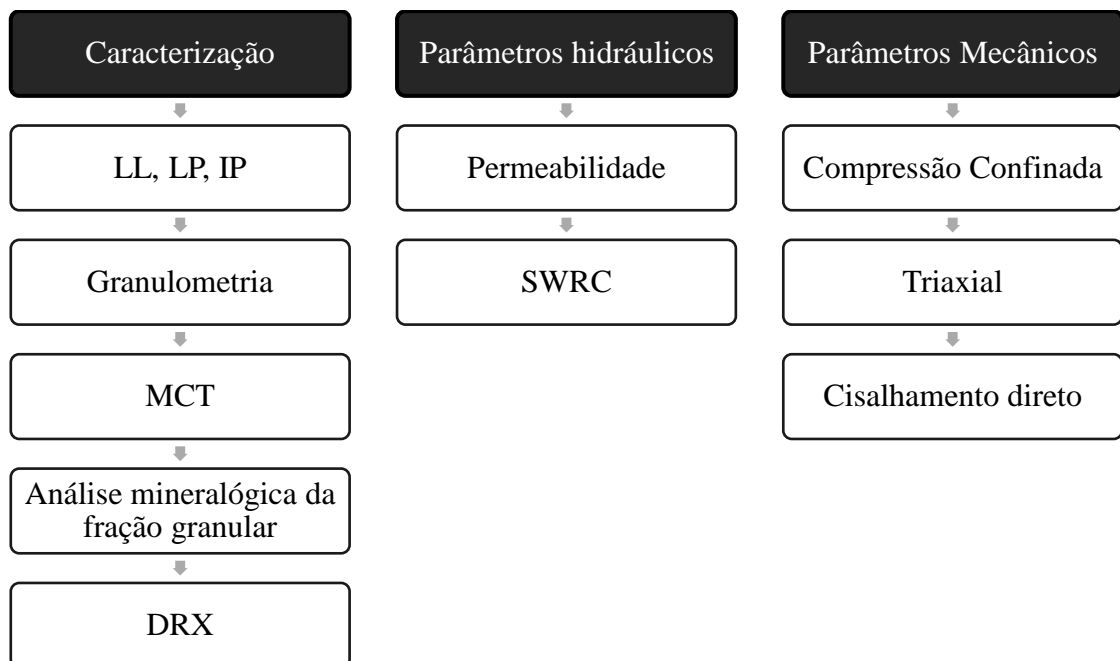 Caracterização
LL, LP, IP
Granulometria
MCT
Análise mineralógica da
fração granular
DRX
Parâmetros hidráulicos
Permeabilidade
SWRC
Parâmetros Mecânicos
Compressão Confinada
Triaxial
Cisalhamento direto